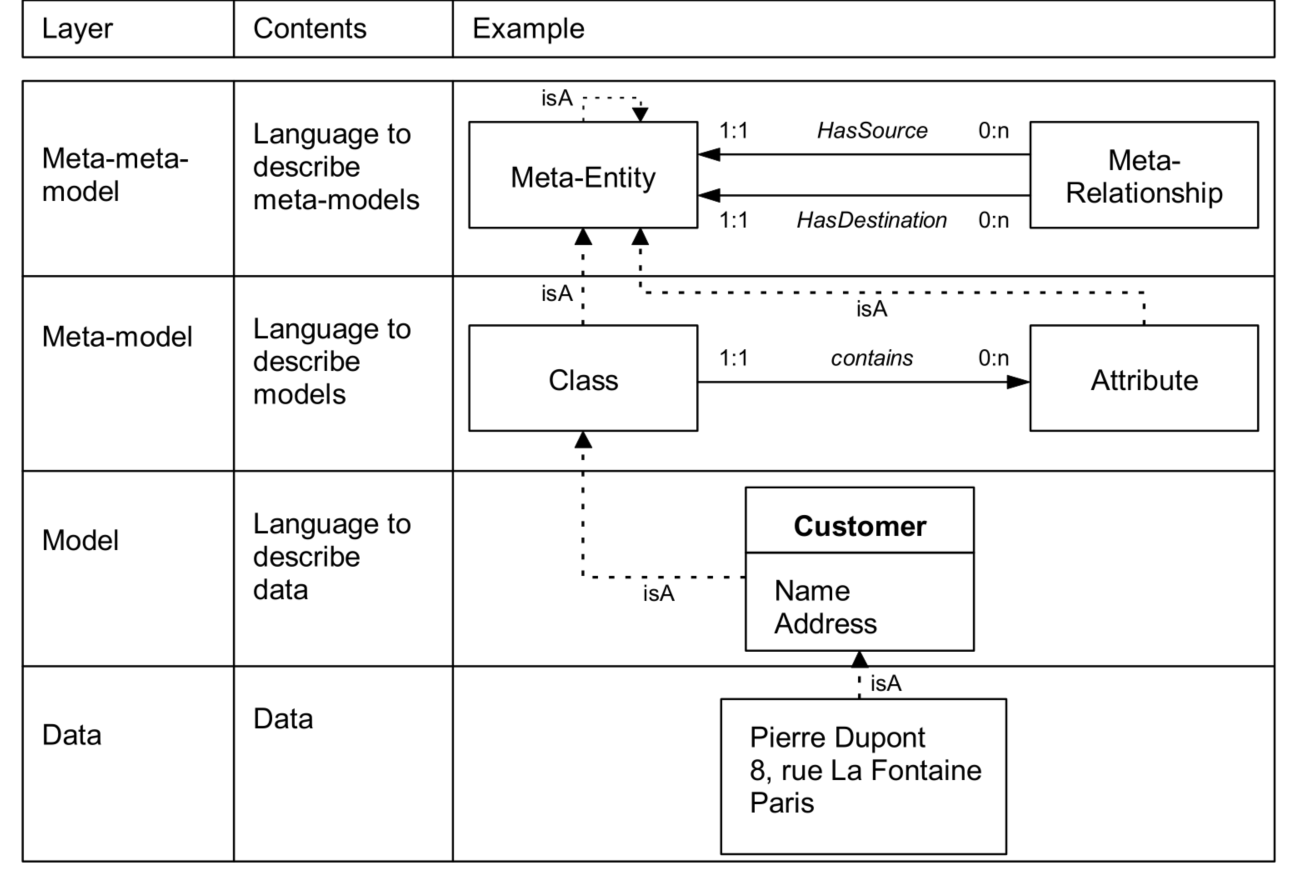 Layer
Contents
Example
Meta-meta-
model
Language to
describe
meta-models
isA
Meta-Entity
1:1
HasSource
0:n
1:1
HasDestination
0:n
Meta-
Relationship
Meta-model
Language to
describe
models
isA
isA
Class
1:1
contains
0:n
Attribute
Model
Language to
describe
data
isA
Customer
Name
Address
Data
Data
isA
Pierre Dupont
8, rue La Fontaine
Paris